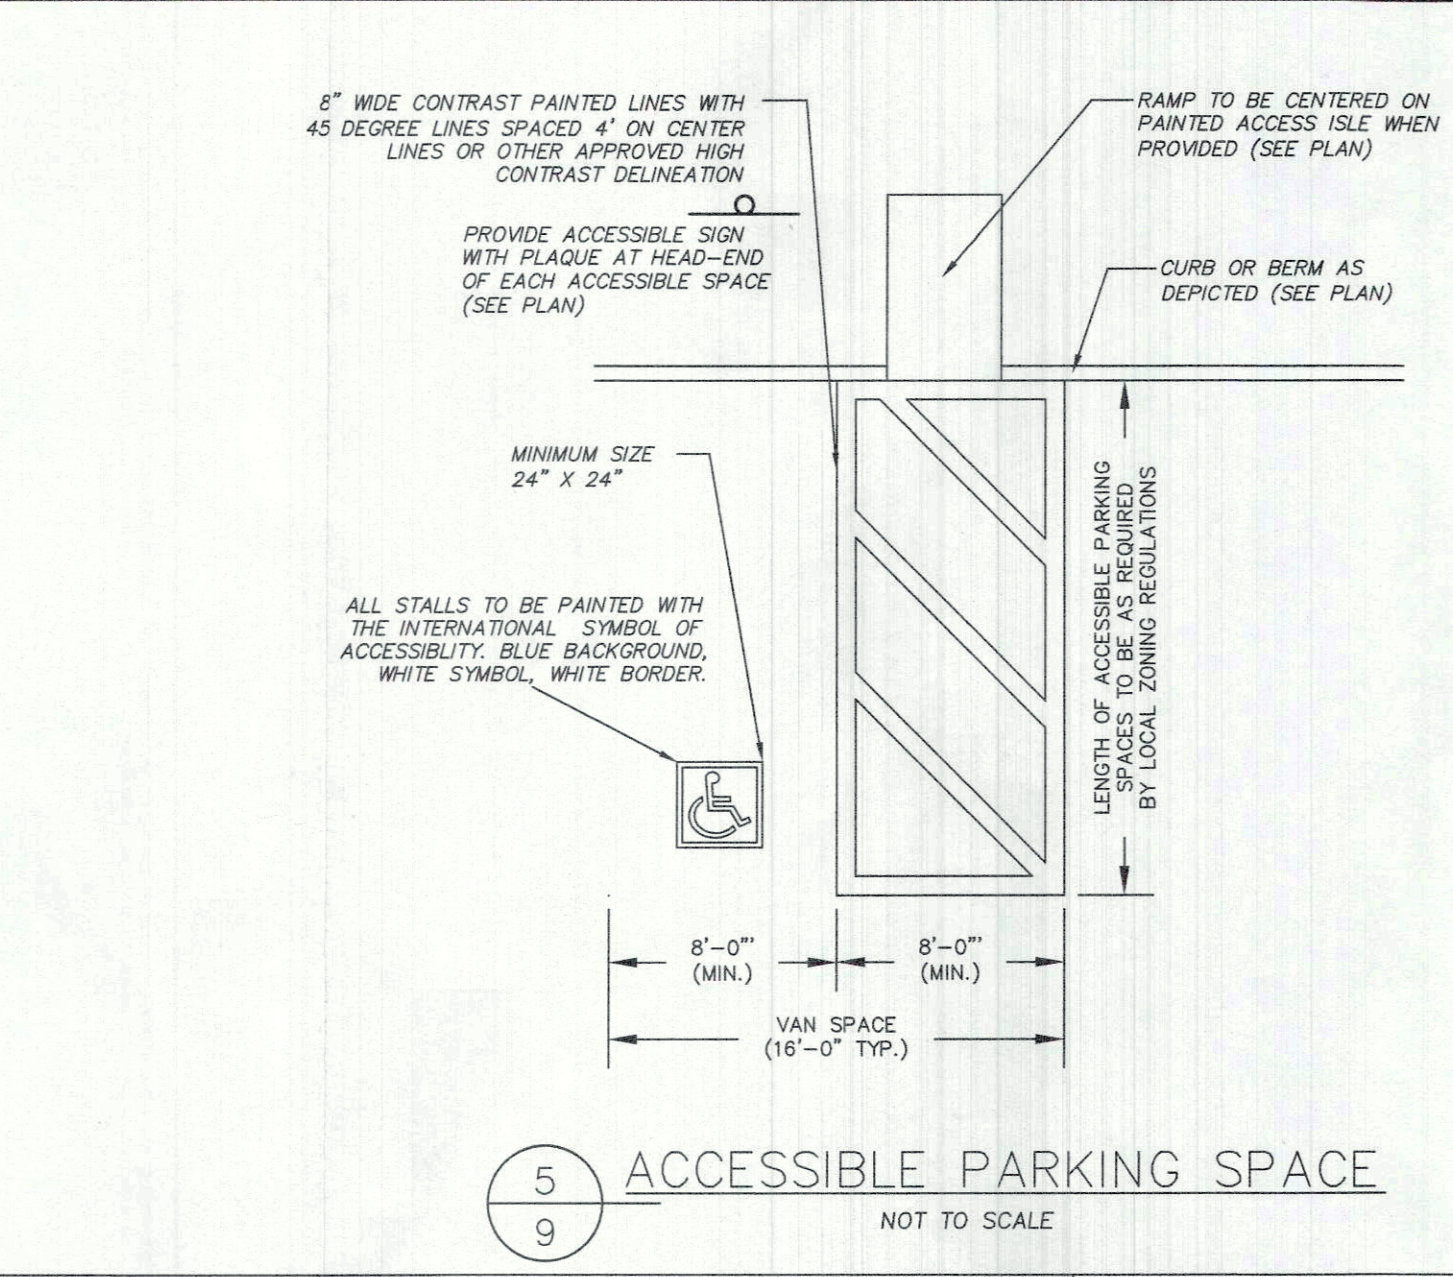 8" WIDE CONTRAST PAINTED LINES WITH
45 DEGREE LINES SPACED 4' ON CENTER
LINES OR OTHER APPROVED HIGH
CONTRAST DELINEATION
RAMP TO BE CENTERED ON
PAINTED ACCESS ISLE WHEN
PROVIDED (SEE PLAN)
PROVIDE ACCESSIBLE SIGN
WITH PLAQUE AT HEAD-END
OF EACH ACCESSIBLE SPACE
(SEE PLAN)
CURB OR BERM AS
DEPICTED (SEE PLAN)
MINIMUM SIZE
24" X 24"
LENGTH OF ACCESSIBLE PARKING
SPACES TO BE AS REQUIRED
BY LOCAL ZONING REGULATIONS
ALL STALLS TO BE PAINTED WITH
THE INTERNATIONAL SYMBOL OF
ACCESSIBLITY. BLUE BACKGROUND,
WHITE SYMBOL, WHITE BORDER.
8'-0"'
(MIN.)
8'-0"'
(MIN.)
VAN SPACE
(16'-0" TYP.)
5
9
ACCESSIBLE PARKING SPACE
NOT TO SCALE